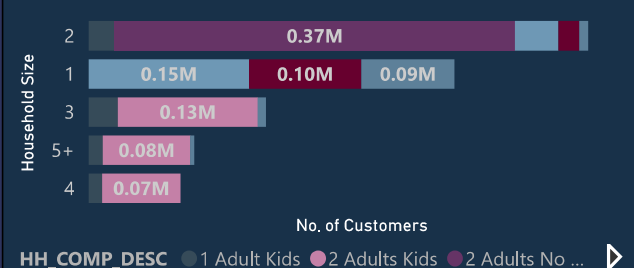 Household Size
2 0.37M
1 0.15M 0.10M 0.09M
3 0.13M
5+ 0.08M
4 0.07M
No. of Customers
HH_COMP_DESC 1 Adult Kids 2 Adults Kids 2 Adults No ...